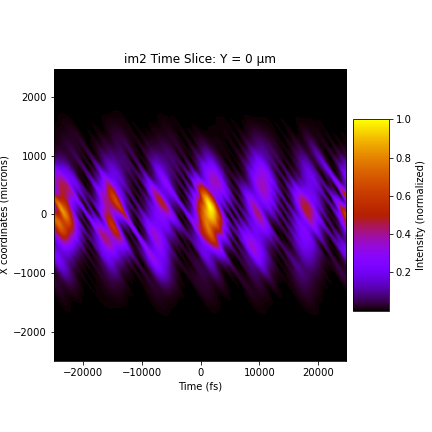 im2 Time Slice: Y = 0 μm
X coordinates (microns)
2000
1000
0
−1000
−2000
−20000 −10000 0 10000 20000
Time (fs)
1.0
0.8
0.6
0.4
0.2
Intensity (normalized)